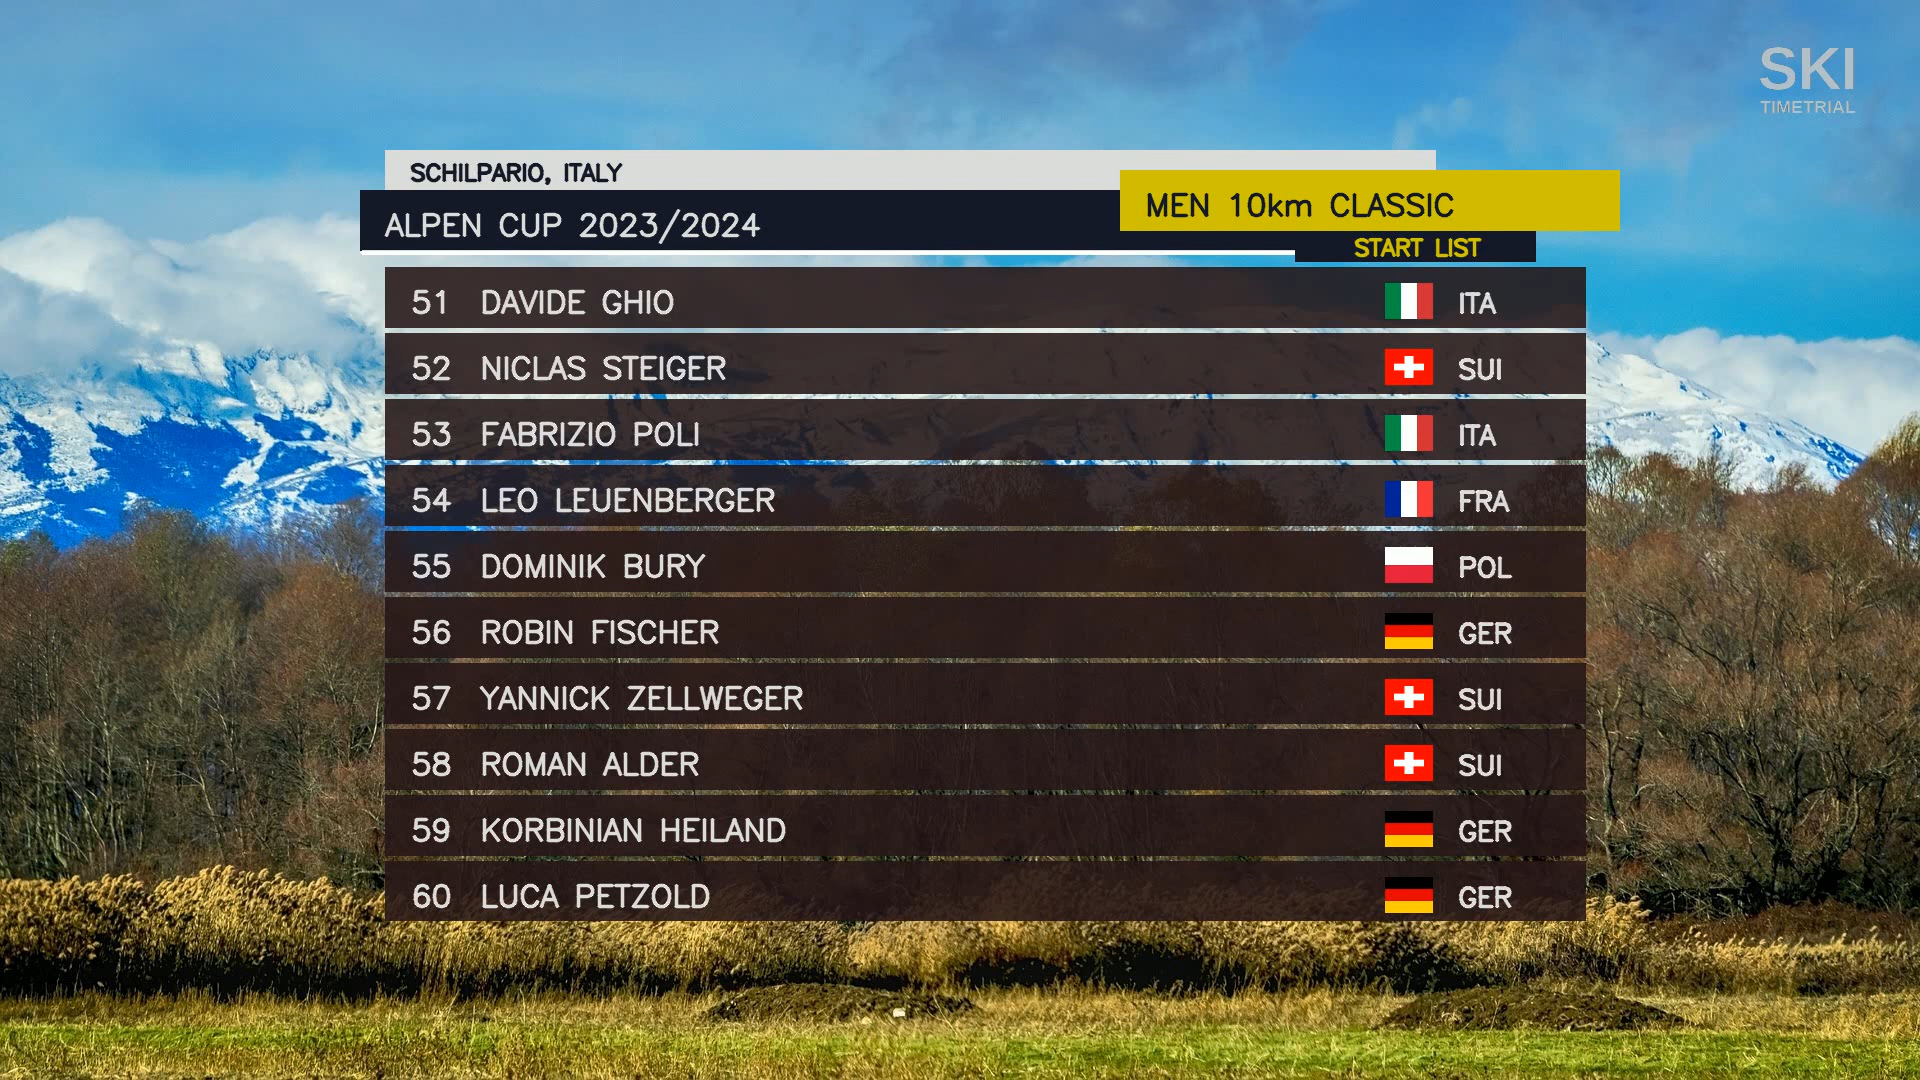 SKI
TIMETRIAL
SCHILPARIO, ITALY
ALPEN CUP 2023/2024
MEN 10km CLASSIC
START LIST
51 DAVIDE GHIO ITA
52 NICLAS STEIGER SUI
53 FABRIZIO POLI ITA
54 LEO LEUENBERGER FRA
55 DOMINIK BURY POL
56 ROBIN FISCHER GER
57 YANNICK ZELLWEGER SUI
58 ROMAN ALDER SUI
59 KORBINIAN HEILAND GER
60 LUCA PETZOLD GER